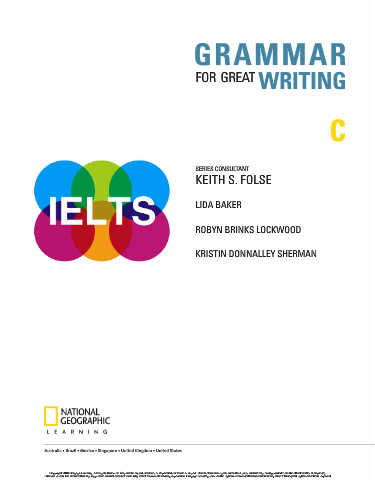 GRAMMAR
FOR GREAT WRITING
C
SERIES CONSULTANT
KEITH S. FOLSE
IELTS
LIDA BAKER
ROBYN BRINKS LOCKWOOD
KRISTIN DONNALLEY SHERMAN
NATIONAL
GEOGRAPHIC
LEARNING
Australia • Brazil • Mexico • Singapore • United Kingdom • United States